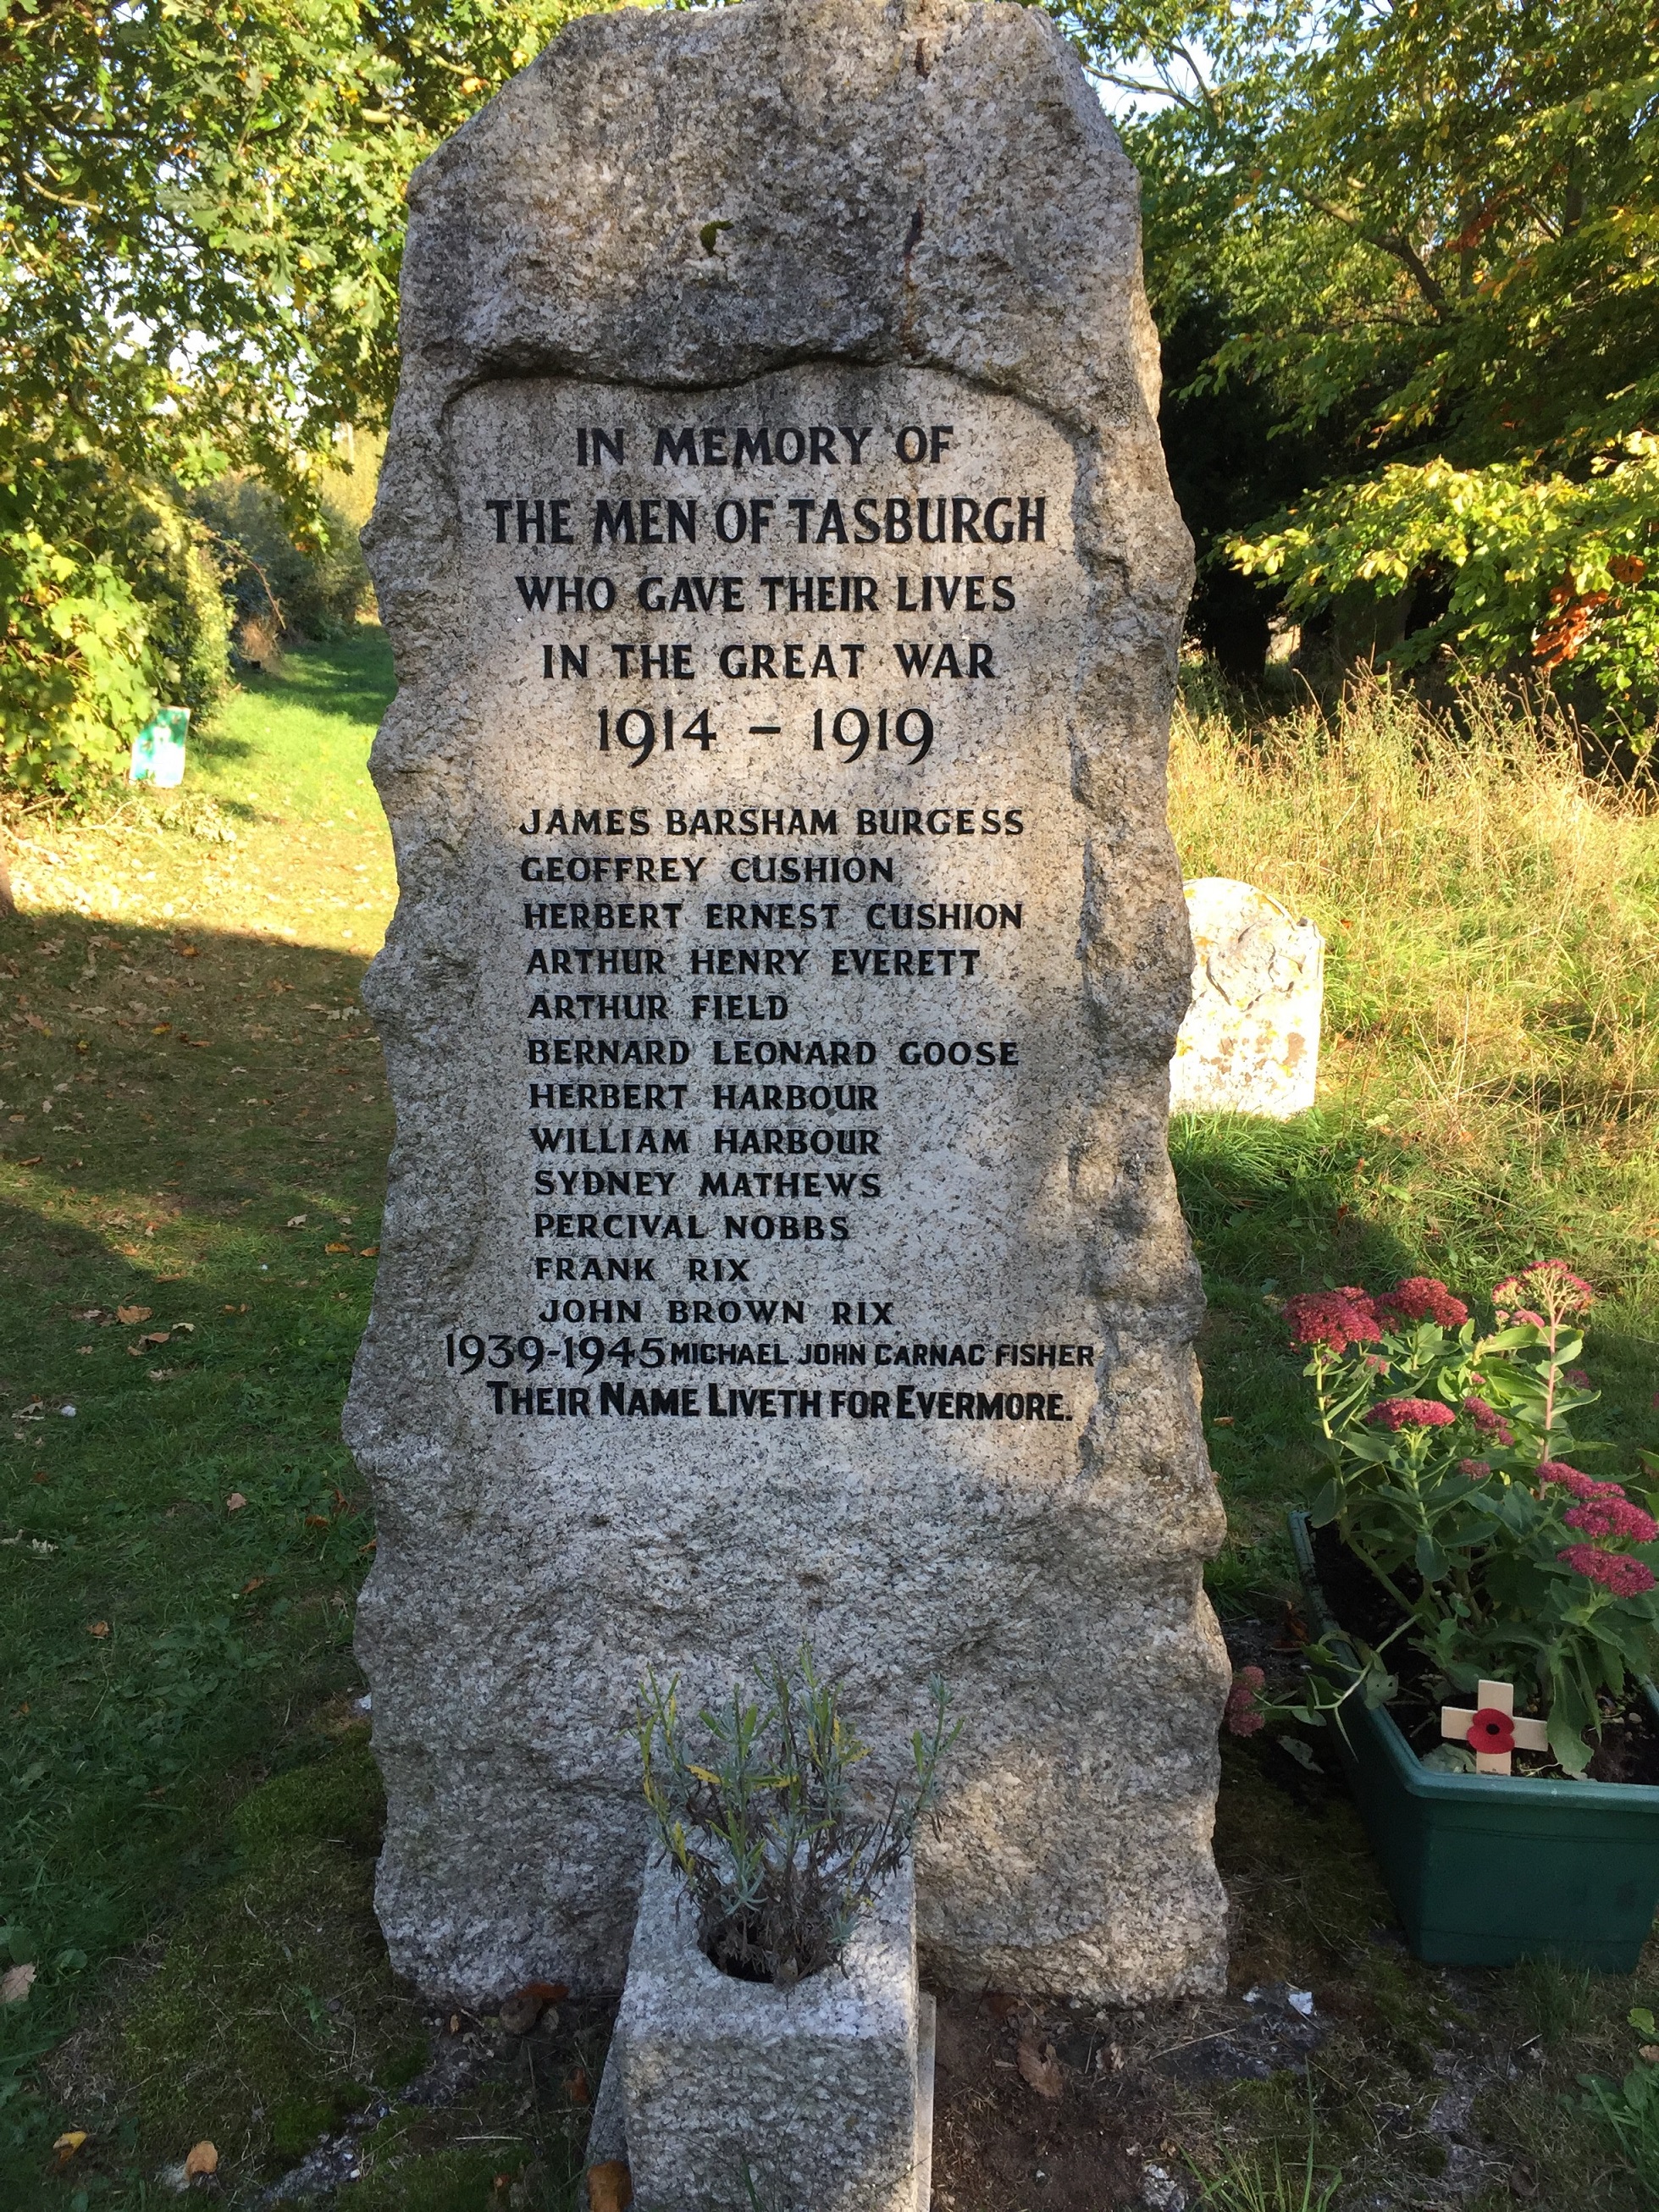 IN MEMORY OF
THE MEN OF TASBURGH
WHO GAVE THEIR LIVES
IN THE GREAT WAR
1914 - 1919
JAMES BARSHAM BURGESS
GEOFFREY CUSHION
HERBERT ERNEST CUSHION
ARTHUR HENRY EVERETT
ARTHUR FIELD
BERNARD LEONARD GOOSE
HERBERT HARBOUR
WILLIAM HARBOUR
SYDNEY MATHEWS
PERCIVAL NOBBS
FRANK RIX
JOHN BROWN RIX
1939-1945 MICHAEL JOHN CARNAC FISHER
THEIR NAME LIVETH FOR EVERMORE.